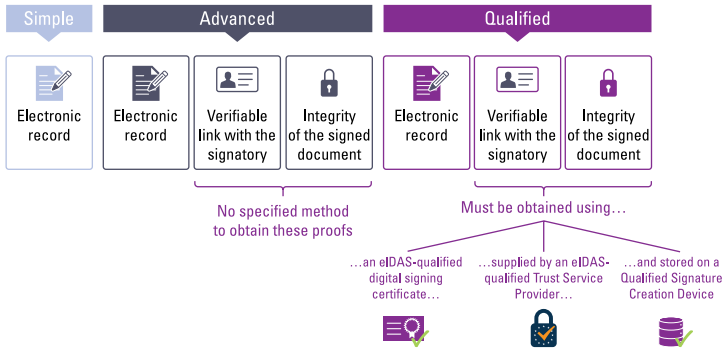 Simple
Advanced
Qualified
Electronic
record
Electronic
record
Verifiable
link with the
signatory
Integrity
of the signed
document
Electronic
record
Verifiable
link with the
signatory
Integrity
of the signed
document
No specified method
to obtain these proofs
Must be obtained using…
…an eIDAS-qualified
digital signing
certificate…
…supplied by an eIDAS-
qualified Trust Service
Provider…
…and stored on a
Qualified Signature
Creation Device